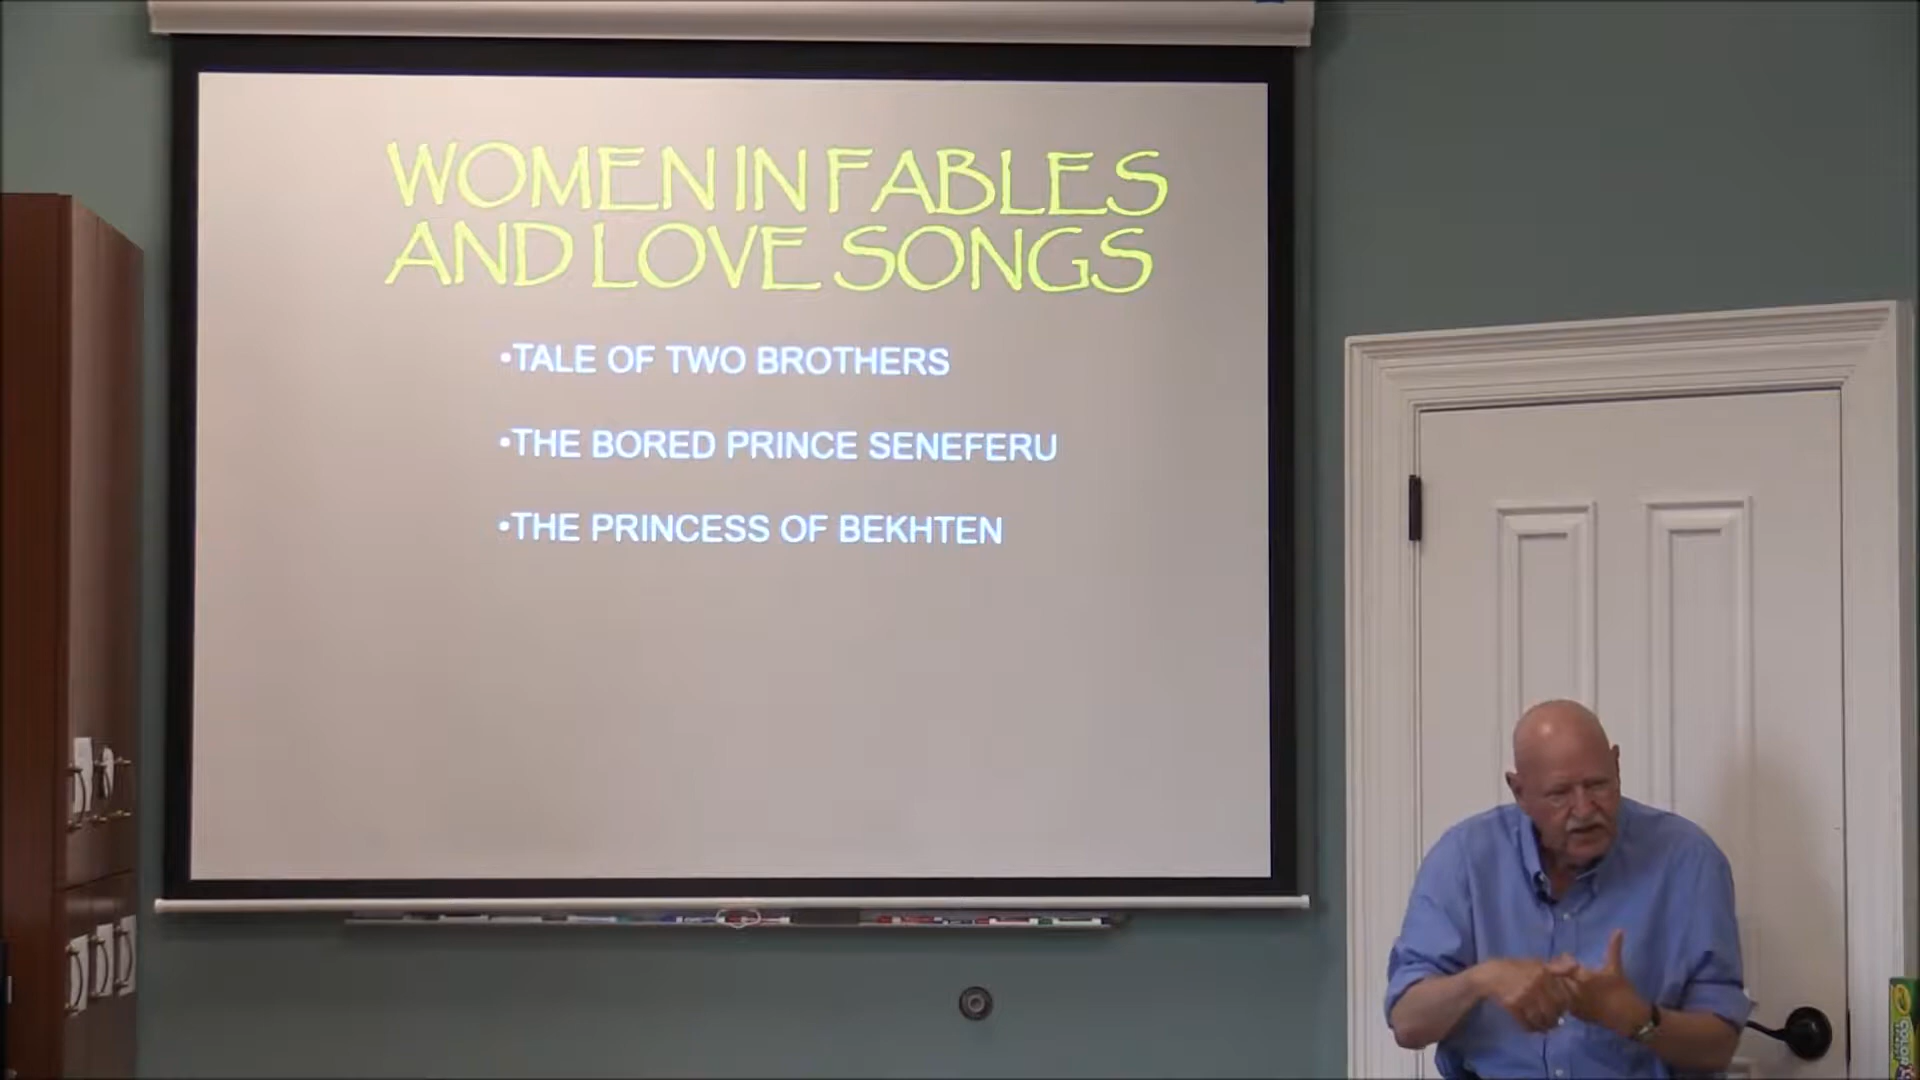 WOMEN IN FABLES
AND LOVE SONGS
•TALE OF TWO BROTHERS
•THE BORED PRINCE SENEFERU
•THE PRINCESS OF BEKHTEN